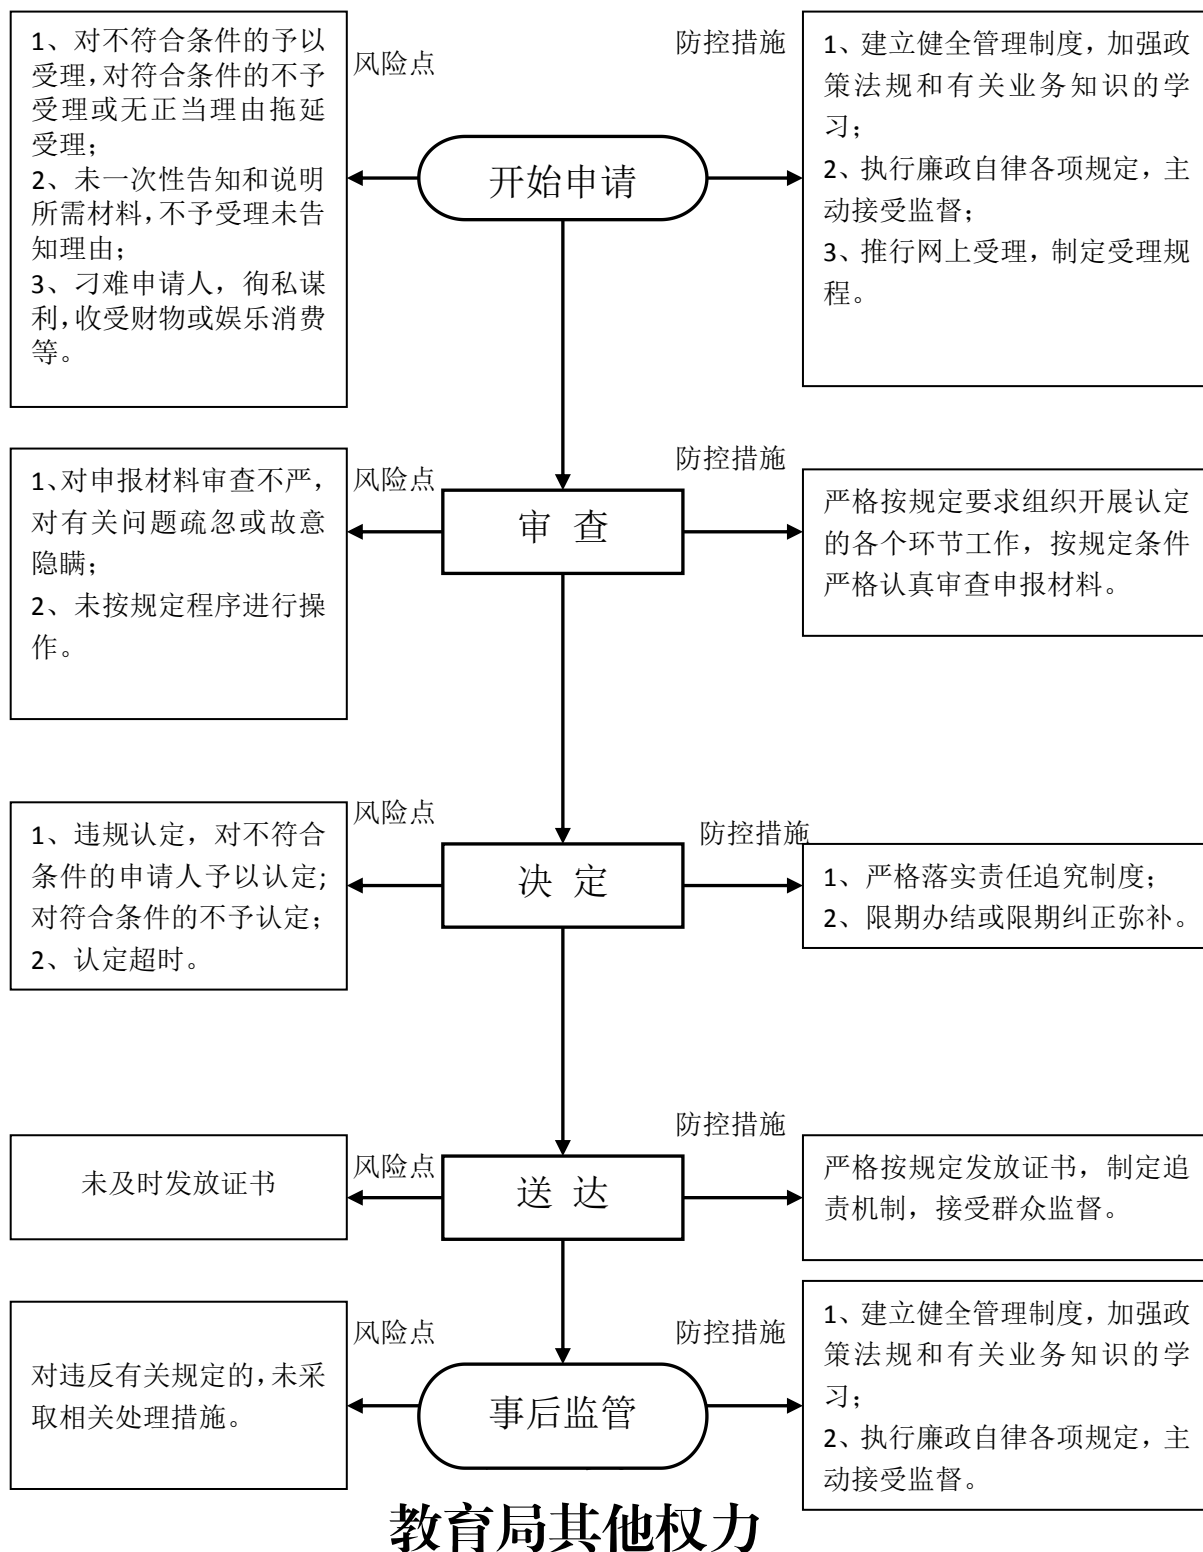 1、对不符合条件的予以
受理，对符合条件的不予
受理或无正当理由拖延
受理；
2、未一次性告知和说明
所需材料，不予受理未告
知理由；
3、刁难申请人，徇私谋
利，收受财物或娱乐消费
等。
风险点
开始申请
防控措施
1、建立健全管理制度，加强政
策法规和有关业务知识的学
习；
2、执行廉政自律各项规定，主
动接受监督；
3、推行网上受理，制定受理规
程。
1、对申报材料审查不严，
对有关问题疏忽或故意
隐瞒；
2、未按规定程序进行操
作。
风险点
审 查
防控措施
严格按规定要求组织开展认定
的各个环节工作，按规定条件
严格认真审查申报材料。
1、违规认定，对不符合
条件的申请人予以认定;
对符合条件的不予认定；
2、认定超时。
风险点
决 定
防控措施
1、严格落实责任追究制度；
2、限期办结或限期纠正弥补。
未及时发放证书
风险点
送 达
防控措施
严格按规定发放证书，制定追
责机制，接受群众监督。
对违反有关规定的，未采
取相关处理措施。
风险点
事后监管
防控措施
1、建立健全管理制度，加强政
策法规和有关业务知识的学
习；
2、执行廉政自律各项规定，主
动接受监督。
教育局其他权力